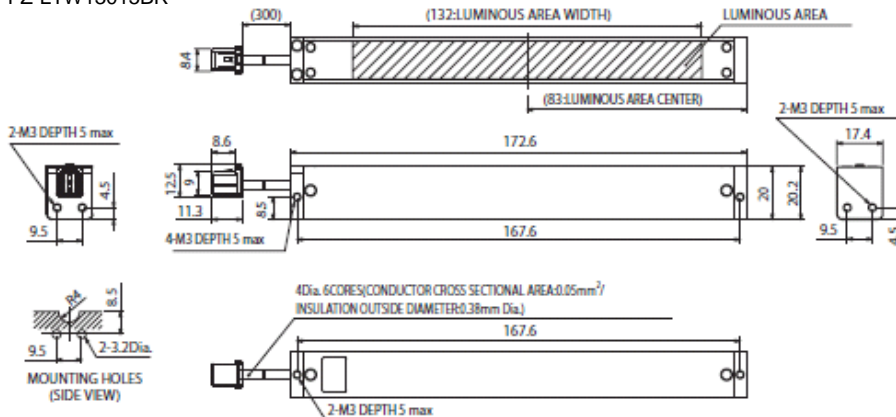 (300)
(132:LUMINOUS AREA WIDTH)
LUMINOUS AREA
8.4
(83:LUMINOUS AREA CENTER)
2-M3 DEPTH 5 max
2-M3 DEPTH 5 max
8.6
172.6
17.4
12.5
9
4.5
11.3
8.5
20
20.2
9.5
4-M3 DEPTH 5 max
167.6
9.5
4.5
R4
8.5
4Dia. 6CORES(CONDUCTOR CROSS SECTIONAL AREA:0.05mm²/
INSULATION OUTSIDE DIAMETER:0.38mm Dia.)
167.6
9.5
2-3.2Dia.
MOUNTING HOLES
(SIDE VIEW)
2-M3 DEPTH 5 max